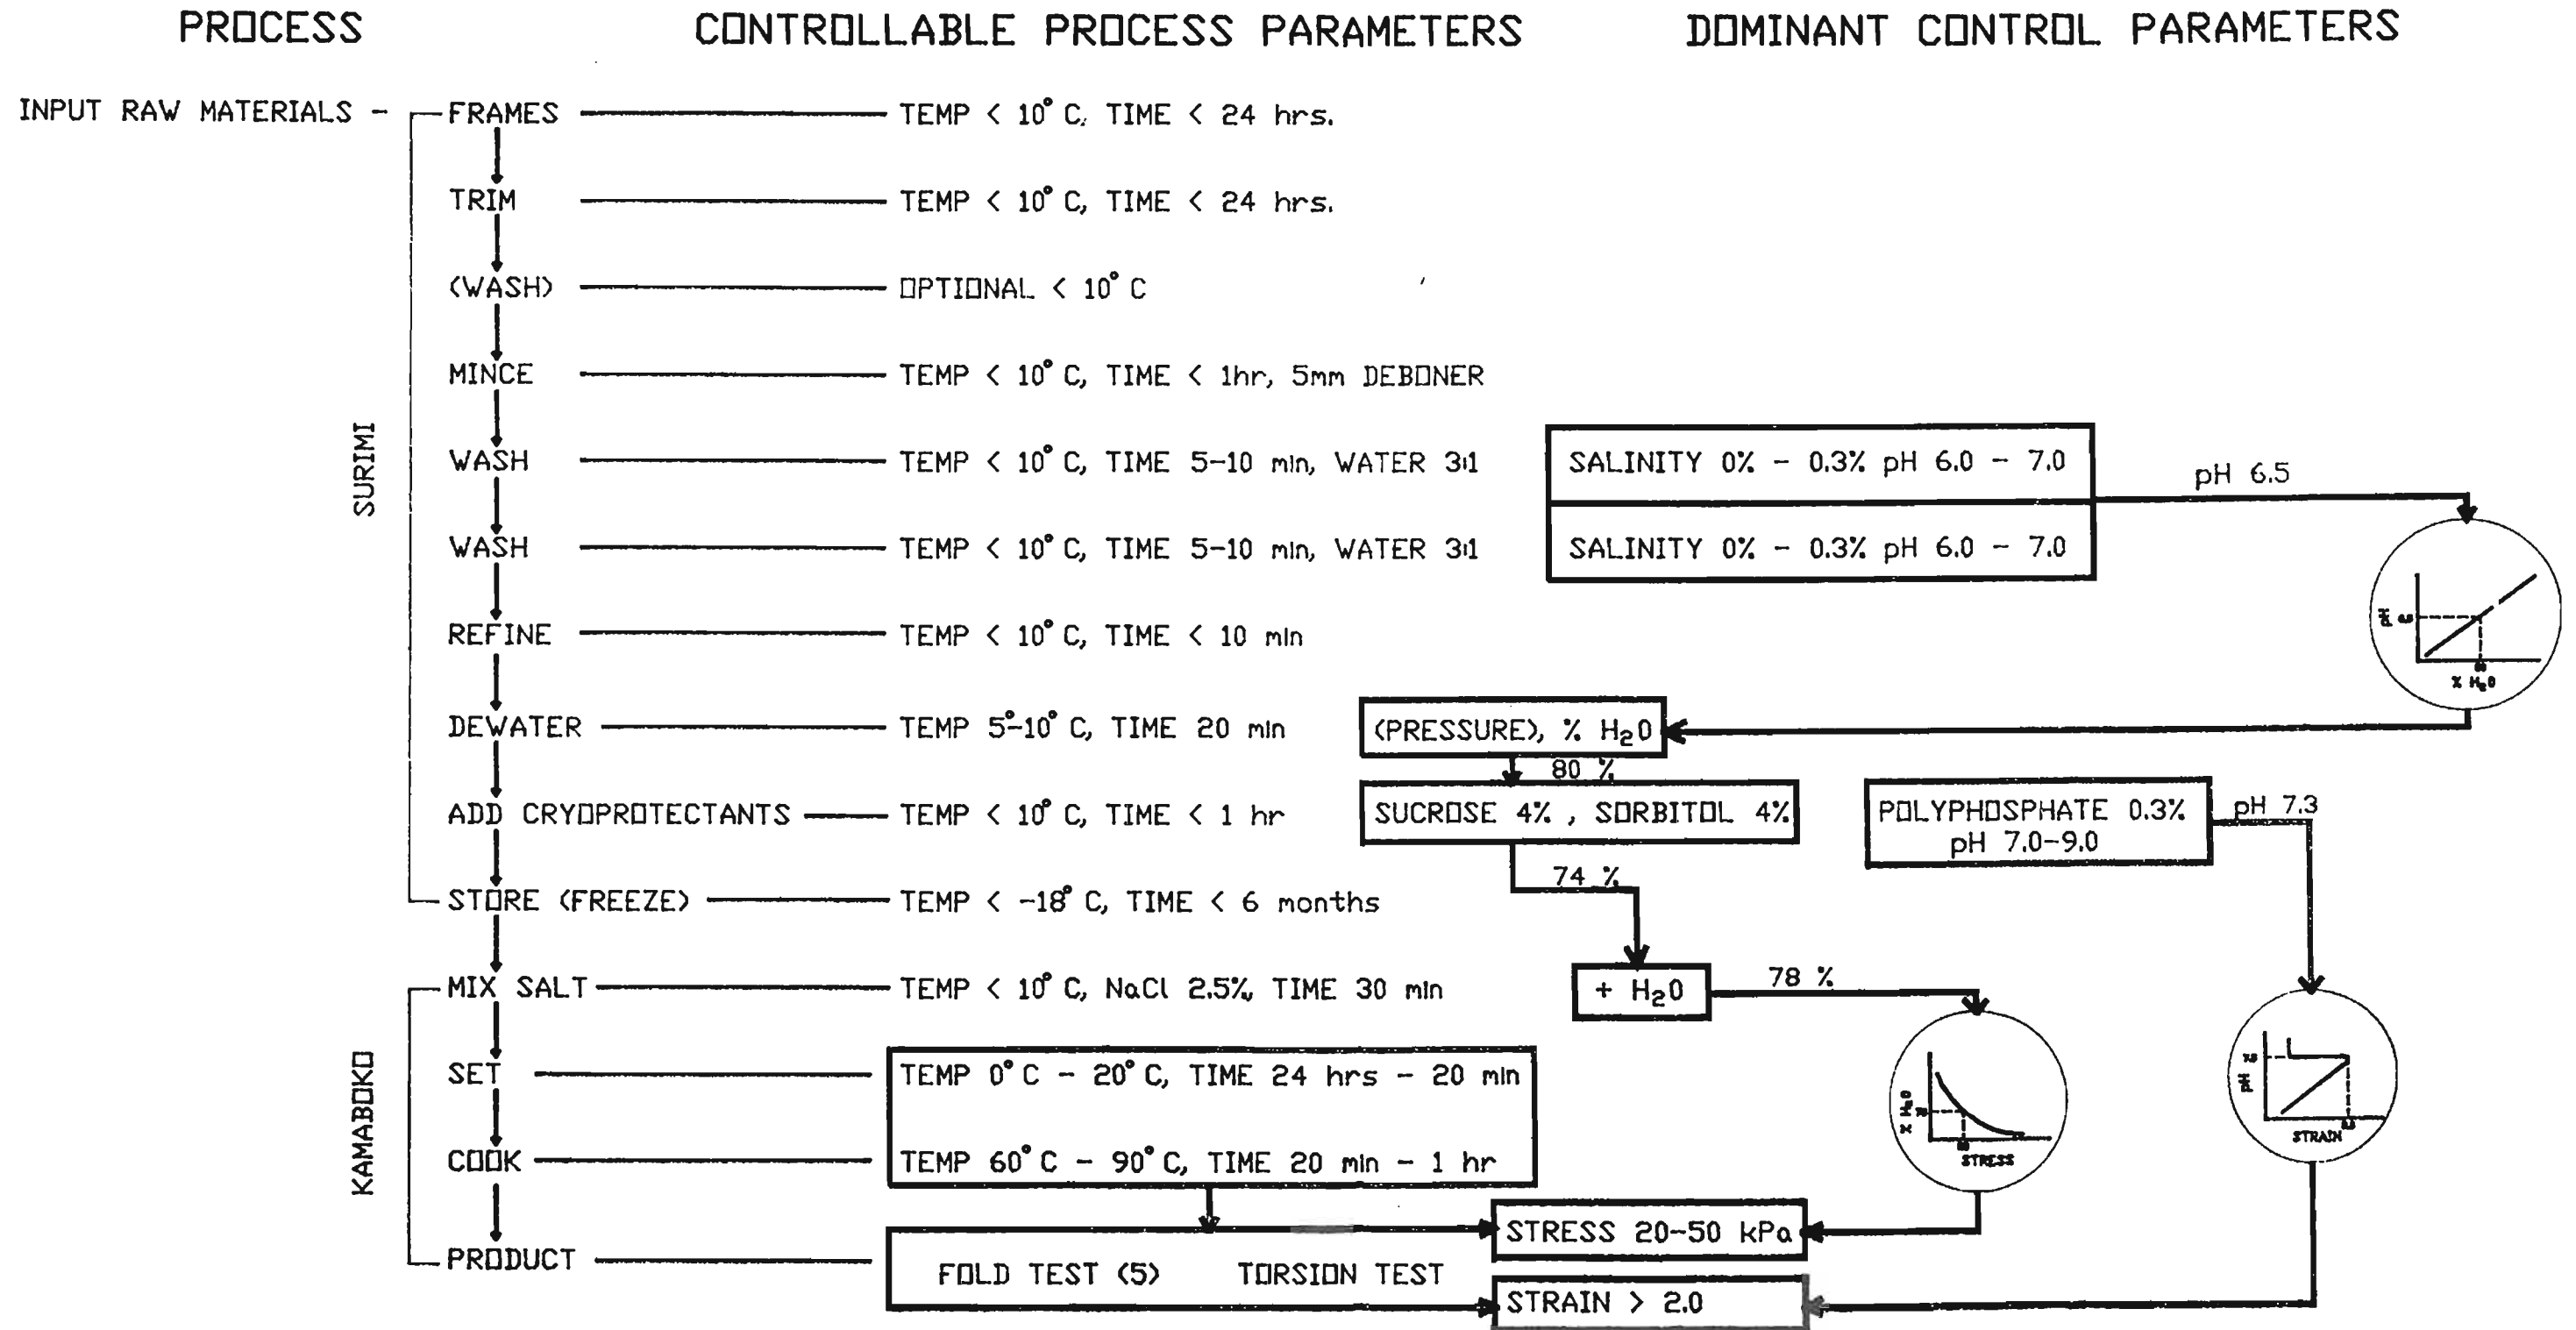 PROCESS CONTROLLABLE PROCESS PARAMETERS DOMINANT CONTROL PARAMETERS
INPUT RAW MATERIALS - FRAMES TEMP < 10° C, TIME < 24 hrs.
TRIM TEMP < 10° C, TIME < 24 hrs.
(WASH) OPTIONAL < 10° C
MINCE TEMP < 10° C, TIME < 1hr, 5mm DEBONER
SURIMI
WASH TEMP < 10° C, TIME 5-10 min, WATER 3:1 SALINITY 0% - 0.3% pH 6.0 - 7.0
pH 6.5
WASH TEMP < 10° C, TIME 5-10 min, WATER 3:1 SALINITY 0% - 0.3% pH 6.0 - 7.0
REFINE TEMP < 10° C, TIME < 10 min
pH
% H₂O
DEWATER TEMP 5°-10° C, TIME 20 min (PRESSURE), % H₂O
80 %
ADD CRYOPROTECTANTS TEMP < 10° C, TIME < 1 hr SUCROSE 4% , SORBITOL 4% POLYPHOSPHATE 0.3%
pH 7.0-9.0
pH 7.3
74 %
STORE (FREEZE) TEMP < -18° C, TIME < 6 months
MIX SALT TEMP < 10° C, NaCl 2.5%, TIME 30 min + H₂O 78 %
KAMABOKO
SET TEMP 0° C - 20° C, TIME 24 hrs - 20 min
% H₂O
STRESS
pH
STRAIN
COOK TEMP 60° C - 90° C, TIME 20 min - 1 hr
STRESS 20-50 kPa
PRODUCT FOLD TEST (5) TORSION TEST
STRAIN > 2.0